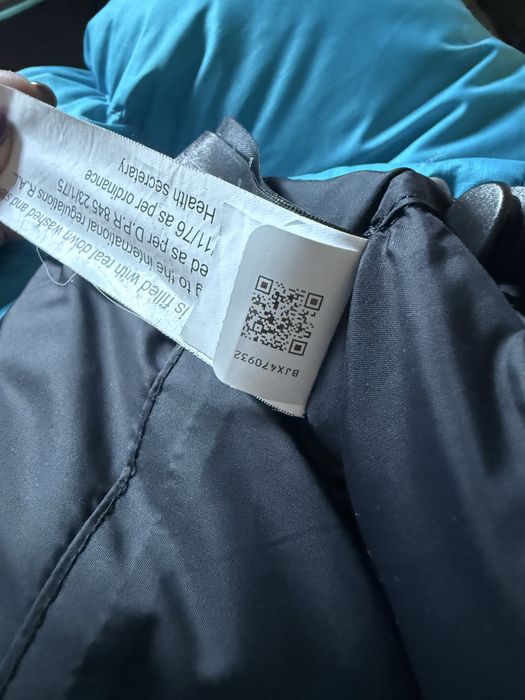 is filled with real down washed and
g to the international regulations R.A.L.
ed as per D.P.R 845 23/1/75
11/76 as per ordinance
Health secretary
BJX470932